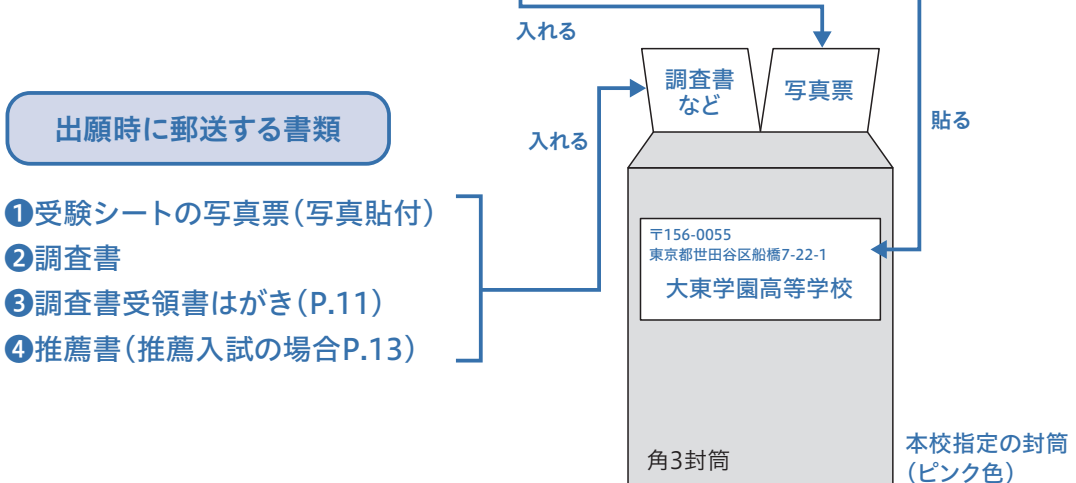 入れる
調査書
など
写真票
貼る
入れる
出願時に郵送する書類
❶受験シートの写真票(写真貼付)
❷調査書
❸調査書受領書はがき(P.11)
❹推薦書(推薦入試の場合P.13)
〒156-0055
東京都世田谷区船橋7-22-1
大東学園高等学校
角3封筒
本校指定の封筒
(ピンク色)